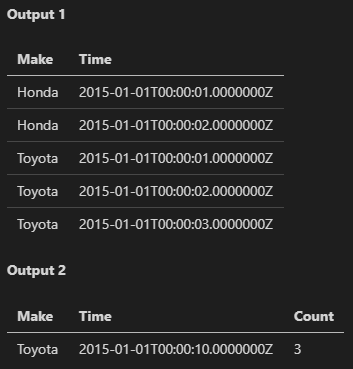 Output 1
Make Time
Honda 2015-01-01T00:00:01.0000000Z
Honda 2015-01-01T00:00:02.0000000Z
Toyota 2015-01-01T00:00:01.0000000Z
Toyota 2015-01-01T00:00:02.0000000Z
Toyota 2015-01-01T00:00:03.0000000Z
Output 2
Make Time Count
Toyota 2015-01-01T00:00:10.0000000Z 3